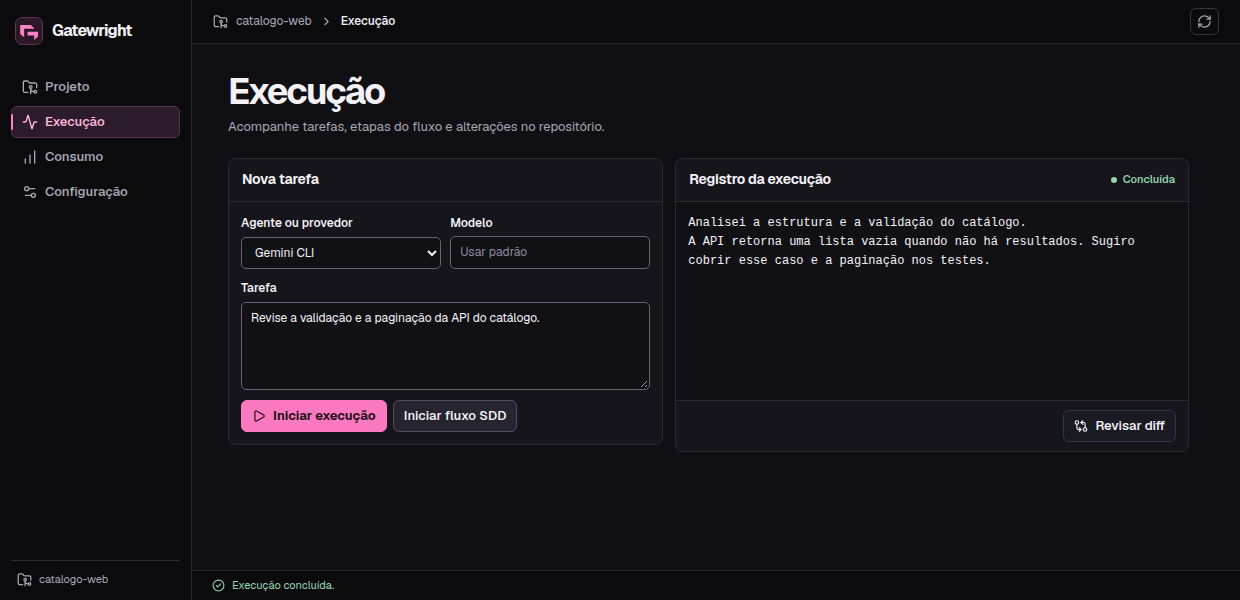 Gatewright
Projeto
Execução
Consumo
Configuração
catalogo-web
catalogo-web
Execução
Execução
Acompanhe tarefas, etapas do fluxo e alterações no repositório.
Nova tarefa
Agente ou provedor
Modelo
Gemini CLI
Usar padrão
Tarefa
Revise a validação e a paginação da API do catálogo.
Iniciar execução
Iniciar fluxo SDD
Registro da execução
Concluída
Analisei a estrutura e a validação do catálogo.
A API retorna uma lista vazia quando não há resultados. Sugiro
cobrir esse caso e a paginação nos testes.
Revisar diff
Execução concluída.